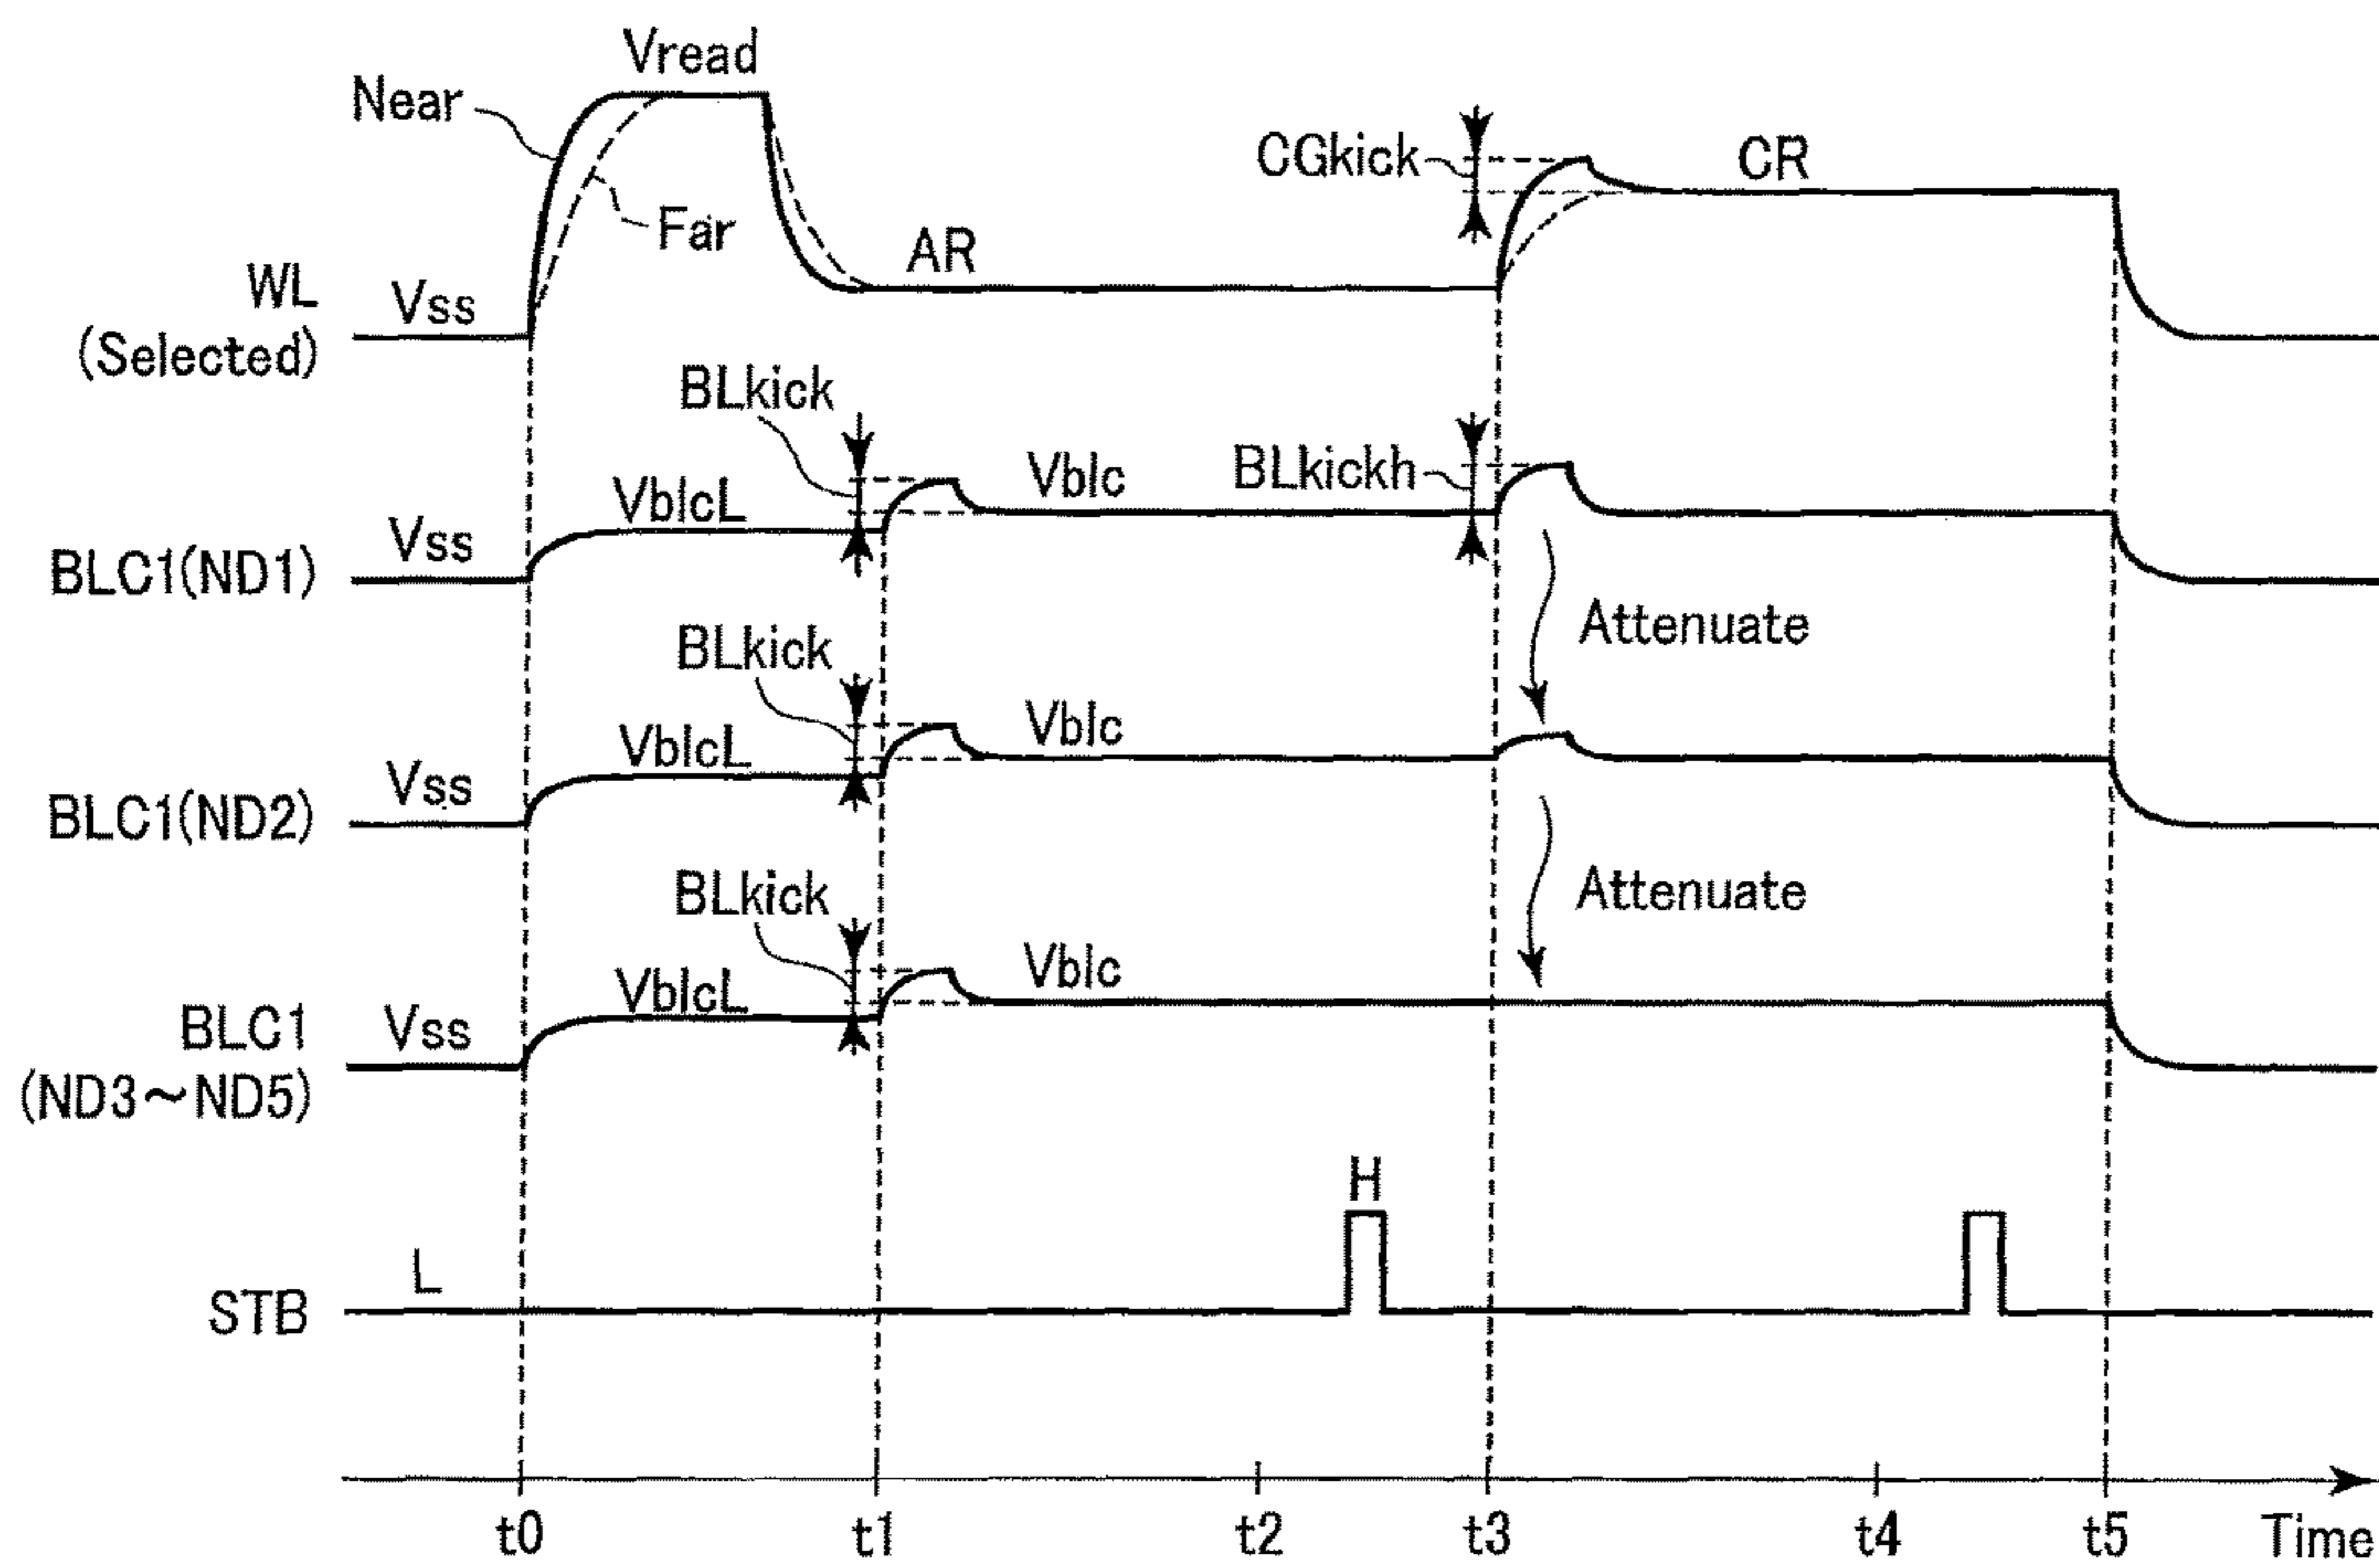 Vread
Near
Far
CGkick
CR
AR
WL
(Selected)
Vss
BLkick
BLkickh
VblcL
Vblc
Vss
BLC1(ND1)
Attenuate
BLkick
VblcL
Vblc
Vss
BLC1(ND2)
Attenuate
BLkick
VblcL
Vblc
BLC1
(ND3～ND5)
Vss
H
L
STB
t0 t1 t2 t3 t4 t5 Time